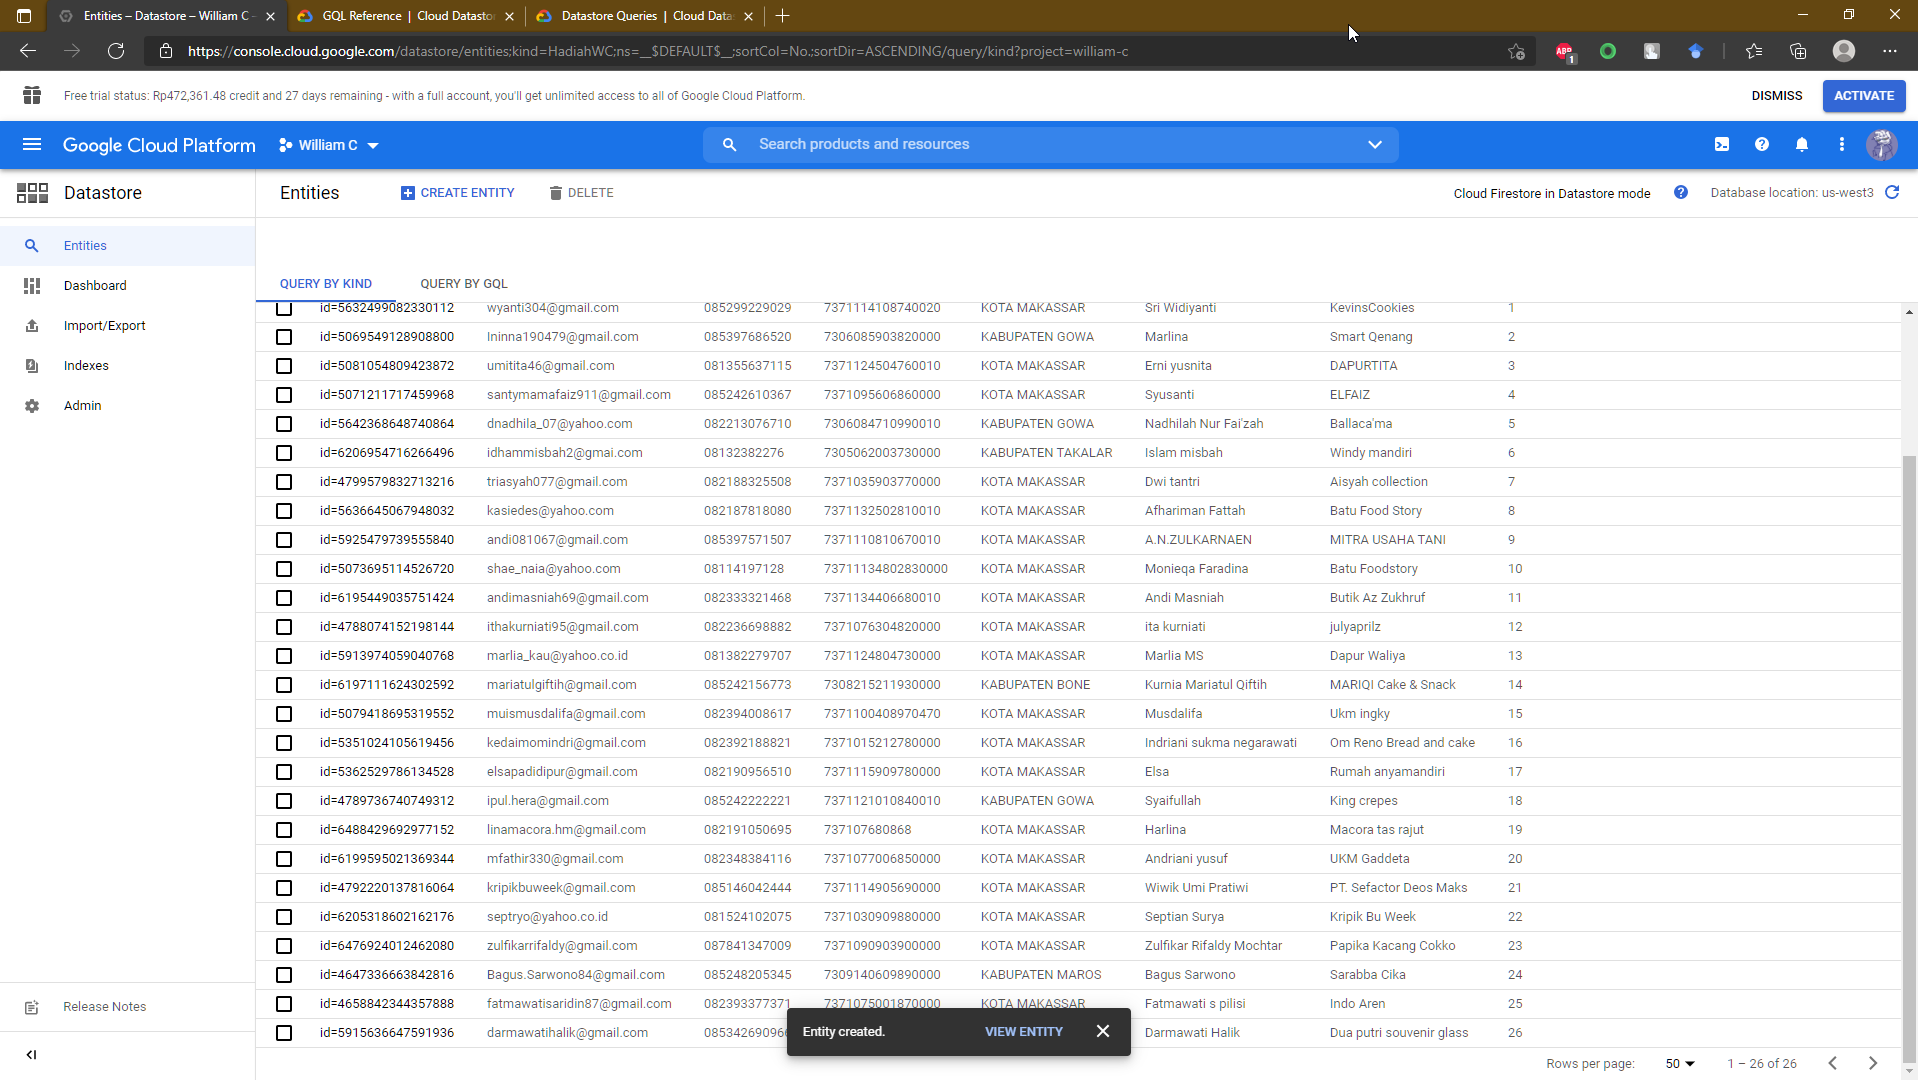 Entities – Datastore – William C –
GQL Reference | Cloud Datastor
Datastore Queries | Cloud Data
https://console.cloud.google.com/datastore/entities;kind=HadiahWC;ns=__$DEFAULT$__;sortCol=No.;sortDir=ASCENDING/query/kind?project=william-c
ABP 1
Free trial status: Rp472,361.48 credit and 27 days remaining - with a full account, you'll get unlimited access to all of Google Cloud Platform.
DISMISS
ACTIVATE
Google Cloud Platform
William C
Search products and resources
Datastore
Entities
CREATE ENTITY
DELETE
Cloud Firestore in Datastore mode
Database location: us-west3
Entities
Dashboard
Import/Export
Indexes
Admin
QUERY BY KIND
QUERY BY GQL
id=5632499082330112 wyanti304@gmail.com 085299229029 7371114108740020 KOTA MAKASSAR Sri Widiyanti KevinsCookies 1
id=5069549128908800 Ininna190479@gmail.com 085397686520 7306085903820000 KABUPATEN GOWA Marlina Smart Qenang 2
id=5081054809423872 umitita46@gmail.com 081355637115 7371124504760010 KOTA MAKASSAR Erni yusnita DAPURTITA 3
id=5071211717459968 santymamafaiz911@gmail.com 085242610367 7371095606860000 KOTA MAKASSAR Syusanti ELFAIZ 4
id=5642368648740864 dnadhila_07@yahoo.com 082213076710 7306084710990010 KABUPATEN GOWA Nadhilah Nur Fai'zah Ballaca'ma 5
id=6206954716266496 idhammisbah2@gmai.com 08132382276 7305062003730000 KABUPATEN TAKALAR Islam misbah Windy mandiri 6
id=4799579832713216 triasyah077@gmail.com 082188325508 7371035903770000 KOTA MAKASSAR Dwi tantri Aisyah collection 7
id=5636645067948032 kasiedes@yahoo.com 082187818080 7371132502810010 KOTA MAKASSAR Afhariman Fattah Batu Food Story 8
id=5925479739555840 andi081067@gmail.com 085397571507 7371110810670010 KOTA MAKASSAR A.N.ZULKARNAEN MITRA USAHA TANI 9
id=5073695114526720 shae_naia@yahoo.com 08114197128 73711134802830000 KOTA MAKASSAR Monieqa Faradina Batu Foodstory 10
id=6195449035751424 andimasniah69@gmail.com 082333321468 7371134406680010 KOTA MAKASSAR Andi Masniah Butik Az Zukhruf 11
id=4788074152198144 ithakurniati95@gmail.com 082236698882 7371076304820000 KOTA MAKASSAR ita kurniati julyaprilz 12
id=5913974059040768 marlia_kau@yahoo.co.id 081382279707 7371124804730000 KOTA MAKASSAR Marlia MS Dapur Waliya 13
id=6197111624302592 mariatulgiftih@gmail.com 085242156773 7308215211930000 KABUPATEN BONE Kurnia Mariatul Qiftih MARIQI Cake & Snack 14
id=5079418695319552 muismusdalifa@gmail.com 082394008617 7371100408970470 KOTA MAKASSAR Musdalifa Ukm ingky 15
id=5351024105619456 kedaimomindri@gmail.com 082392188821 7371015212780000 KOTA MAKASSAR Indriani sukma negarawati Om Reno Bread and cake 16
id=5362529786134528 elsapadidipur@gmail.com 082190956510 7371115909780000 KOTA MAKASSAR Elsa Rumah anyamandiri 17
id=4789736740749312 ipul.hera@gmail.com 085242222221 7371121010840010 KABUPATEN GOWA Syaifullah King crepes 18
id=6488429692977152 linamacora.hm@gmail.com 082191050695 737107680868 KOTA MAKASSAR Harlina Macora tas rajut 19
id=6199595021369344 mfathir330@gmail.com 082348384116 7371077006850000 KOTA MAKASSAR Andriani yusuf UKM Gaddeta 20
id=4792220137816064 kripikbuweek@gmail.com 085146042444 7371114905690000 KOTA MAKASSAR Wiwik Umi Pratiwi PT. Sefactor Deos Maks 21
id=6205318602162176 septryo@yahoo.co.id 081524102075 7371030909880000 KOTA MAKASSAR Septian Surya Kripik Bu Week 22
id=6476924012462080 zulfikarrifaldy@gmail.com 087841347009 7371090903900000 KOTA MAKASSAR Zulfikar Rifaldy Mochtar Papika Kacang Cokko 23
id=4647336663842816 Bagus.Sarwono84@gmail.com 085248205345 7309140609890000 KABUPATEN MAROS Bagus Sarwono Sarabba Cika 24
id=4658842344357888 fatmawatisaridin87@gmail.com 082393377371 7371075001870000 KOTA MAKASSAR Fatmawati s pilisi Indo Aren 25
id=5915636647591936 darmawatihalik@gmail.com 08534269096 Darmawati Halik Dua putri souvenir glass 26
Entity created.
VIEW ENTITY
Release Notes
Rows per page: 50
1 – 26 of 26